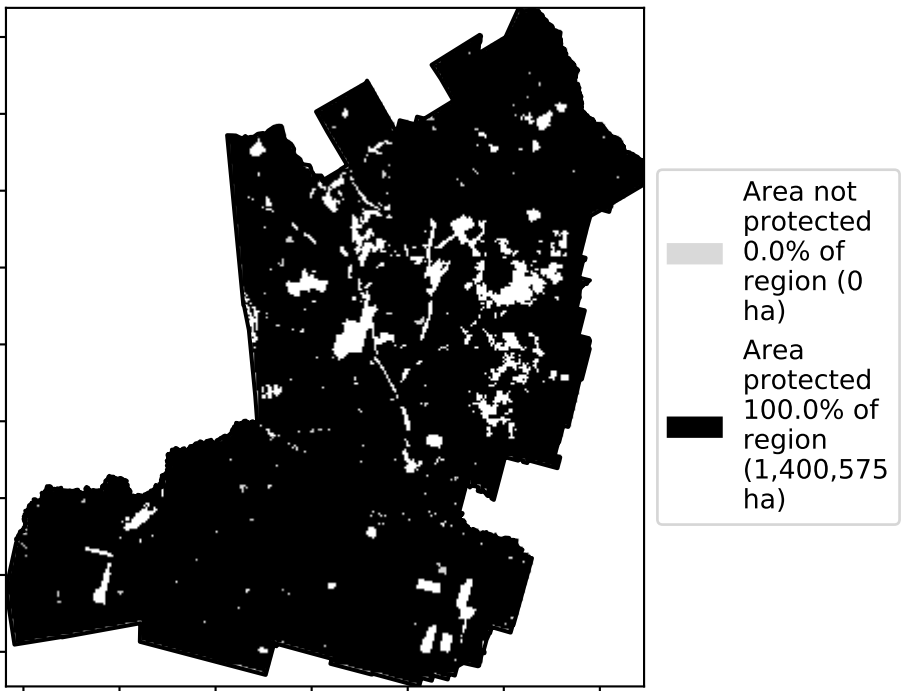 Area not
protected
0.0% of
region (0
ha)
Area
protected
100.0% of
region
(1,400,575
ha)